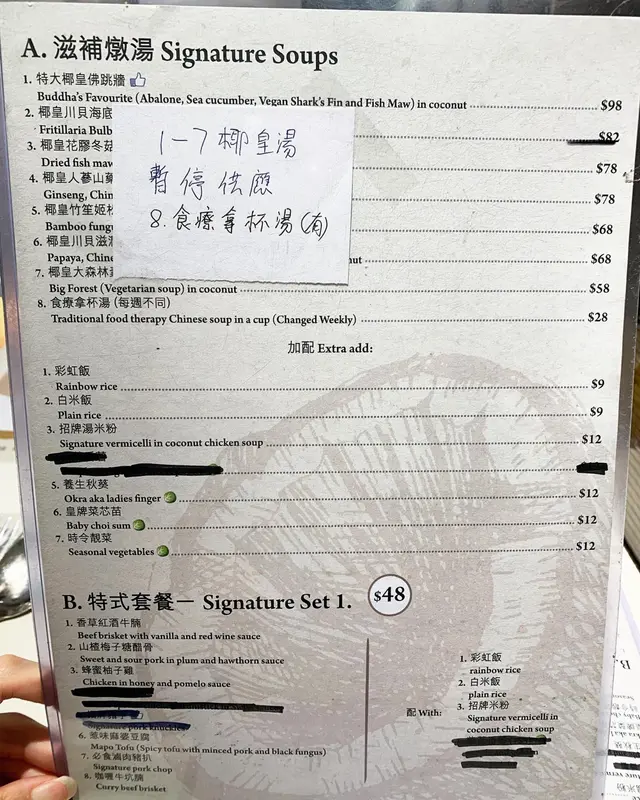 A. 滋補燉湯 Signature Soups
1. 特大椰皇佛跳牆
Buddha's Favourite (Abalone, Sea cucumber, Vegan Shark's Fin and Fish Maw) in coconut $98
2. 椰皇川貝海底
Fritillaria Bulb $82
3. 椰皇花膠冬菇
Dried fish maw $78
4. 椰皇人蔘山藥
Ginseng, Chin $78
5. 椰皇竹笙姬松
Bamboo fungu $68
6. 椰皇川貝滋潤
Papaya, Chine nut $68
7. 椰皇大森林
Big Forest (Vegetarian soup) in coconut $58
8. 食療拿杯湯 (每週不同)
Traditional food therapy Chinese soup in a cup (Changed Weekly) $28
1-7 椰皇湯
暫停供應
8. 食療拿杯湯 (有)
加配 Extra add:
1. 彩虹飯
Rainbow rice $9
2. 白米飯
Plain rice $9
3. 招牌湯米粉
Signature vermicelli in coconut chicken soup $12
5. 養生秋葵
Okra aka ladies finger $12
6. 皇牌菜芯苗
Baby choi sum $12
7. 時令靚菜
Seasonal vegetables $12
B. 特式套餐一 Signature Set 1. $48
1. 香草紅酒牛腩
Beef brisket with vanilla and red wine sauce
2. 山楂梅子糖醋骨
Sweet and sour pork in plum and hawthorn sauce
3. 蜂蜜柚子雞
Chicken in honey and pomelo sauce
Signature pork knuckles
6. 惹味麻婆豆腐
Mapo Tofu (Spicy tofu with minced pork and black fungus)
7. 必食滷肉豬扒
Signature pork chop
8. 咖喱牛坑腩
Curry beef brisket
配 With:
1. 彩虹飯
rainbow rice
2. 白米飯
plain rice
3. 招牌米粉
Signature vermicelli in
coconut chicken soup